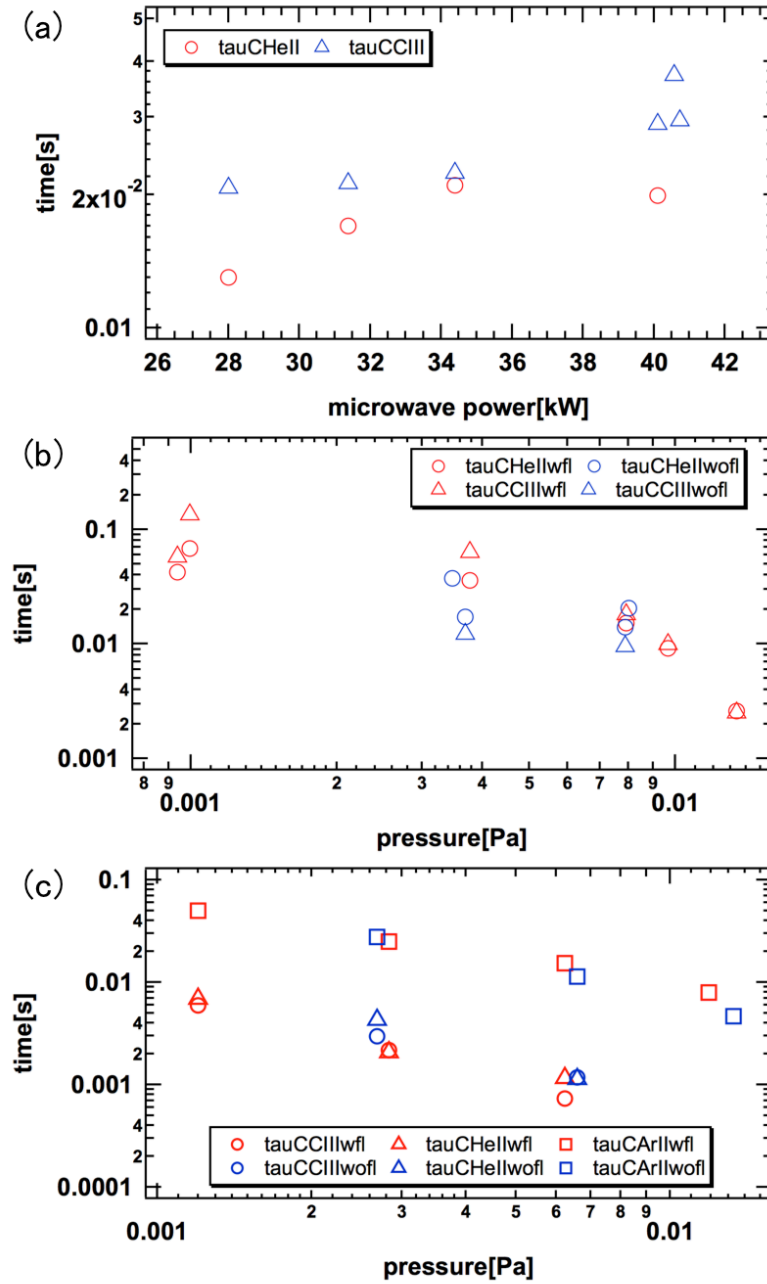 (a)
tauCHeII tauCCIII
5
4
3
2x10-2
0.01
time[s]
26 28 30 32 34 36 38 40 42
microwave power[kW]
(b)
tauCHeIIwfl tauCHeIIwofl
tauCCIIIwfl tauCCIIIwofl
4
2
0.1
4
2
0.01
4
2
0.001
time[s]
8 9 2 3 4 5 6 7 8 9
0.001 0.01
pressure[Pa]
(c)
0.1
4
2
0.01
4
2
0.001
4
2
0.0001
time[s]
tauCCIIIwfl tauCHeIIwfl tauCArIIwfl
tauCCIIIwofl tauCHeIIwofl tauCArIIwofl
0.001 2 3 4 5 6 7 8 9 0.01
pressure[Pa]